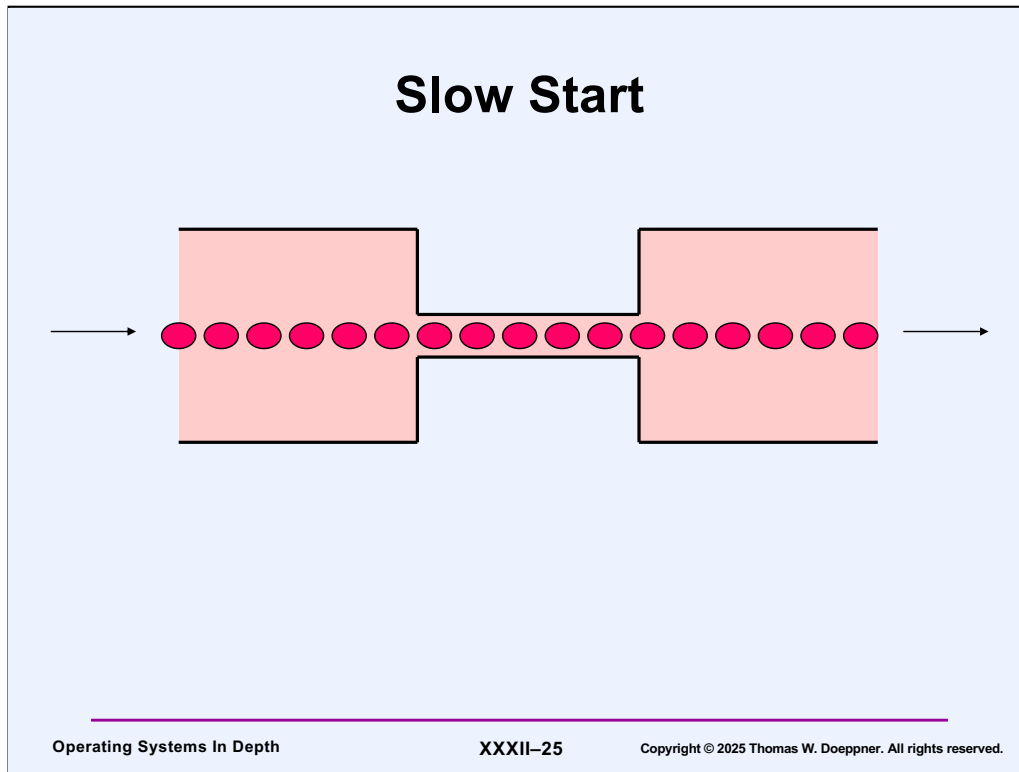 Slow Start
Operating Systems In Depth
XXXII–25
Copyright © 2025 Thomas W. Doeppner. All rights reserved.